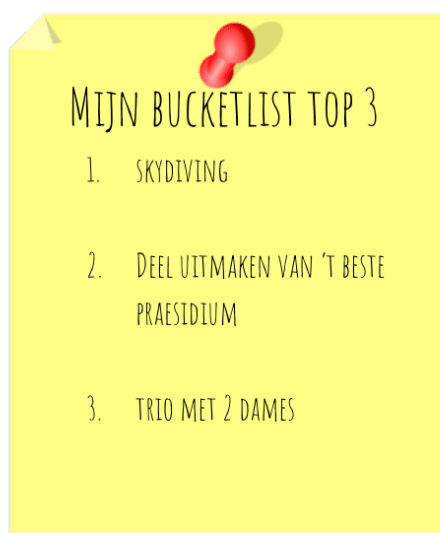 Mijn bucketlist top 3
1. skydiving
2. Deel uitmaken van 't beste
praesidium
3. trio met 2 dames